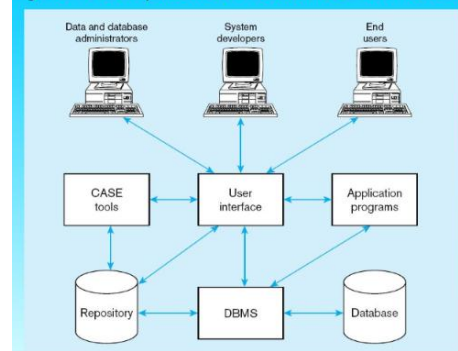 Data and database
administrators
System
developers
End
users
CASE
tools
User
interface
Application
programs
Repository
DBMS
Database